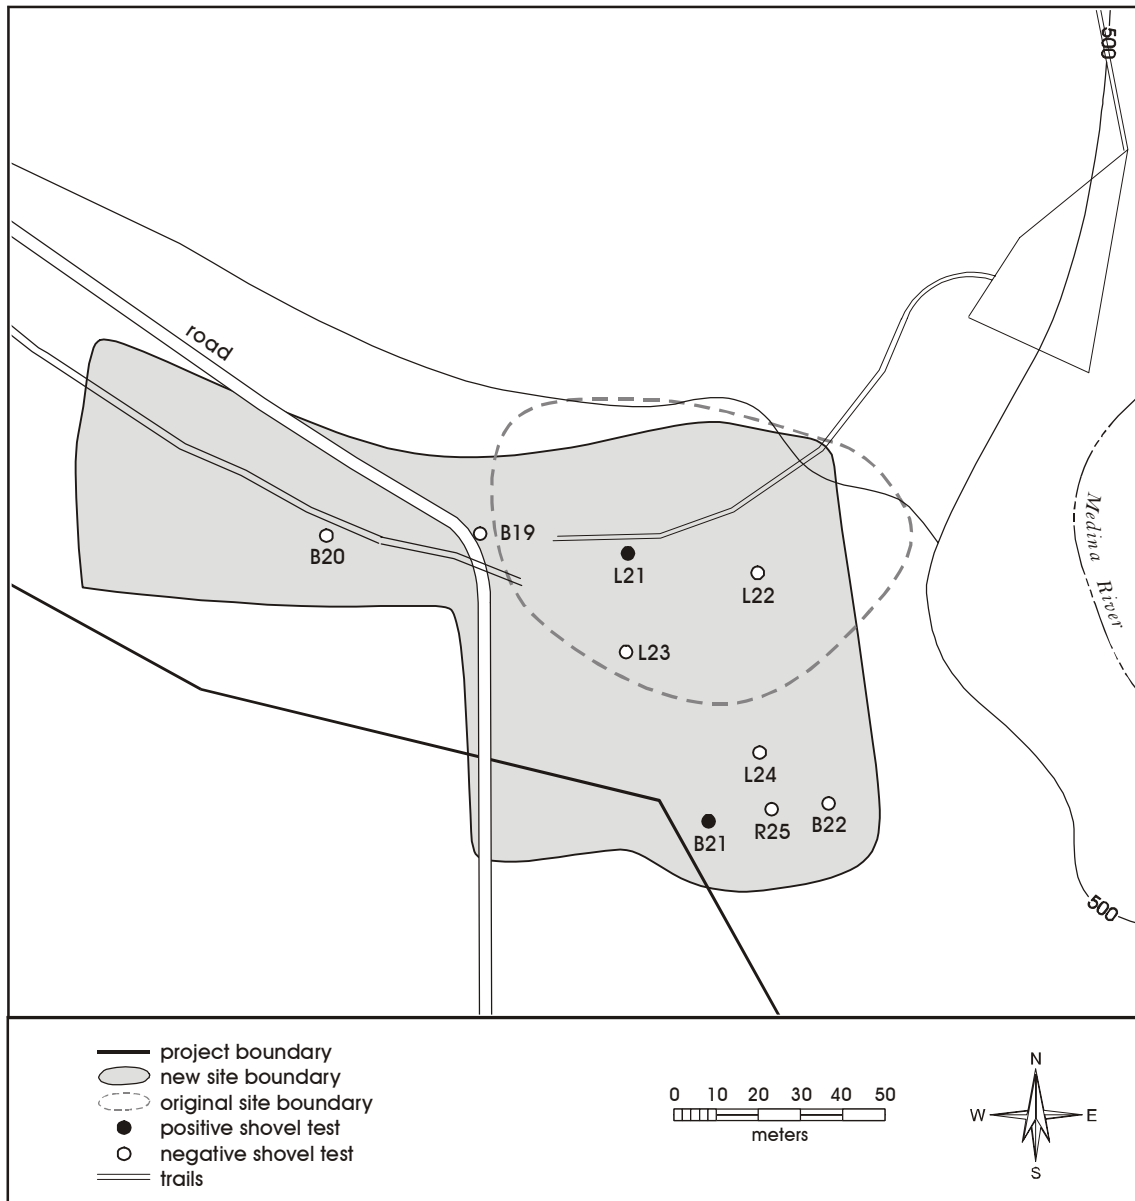 500
road
B19
B20
L21
L22
L23
Medina River
L24
B21
R25
B22
500
project boundary
new site boundary
original site boundary
positive shovel test
negative shovel test
trails
0 10 20 30 40 50
meters
N
W E
S